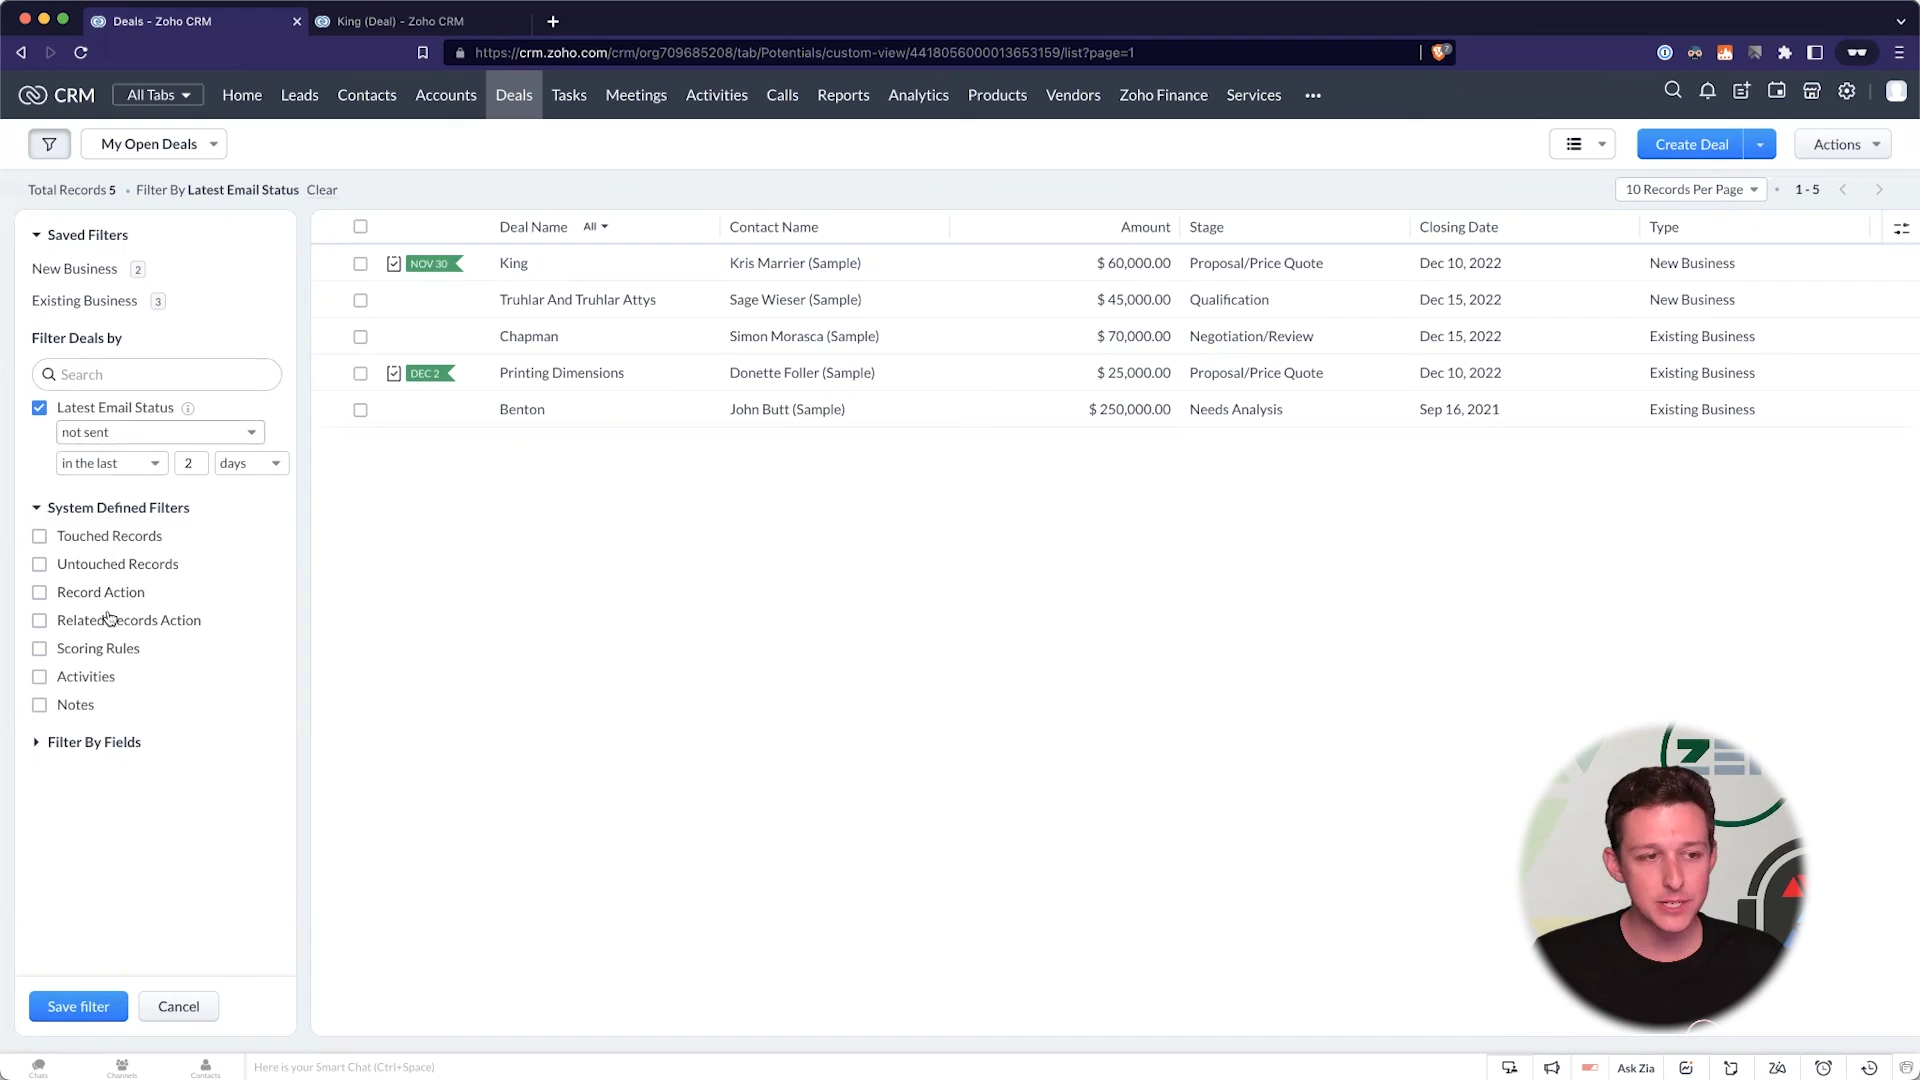 Deals - Zoho CRM
King (Deal) - Zoho CRM
https://crm.zoho.com/crm/org709685208/tab/Potentials/custom-view/4418056000013653159/list?page=1
7
CRM
All Tabs
Home
Leads
Contacts
Accounts
Deals
Tasks
Meetings
Activities
Calls
Reports
Analytics
Products
Vendors
Zoho Finance
Services
My Open Deals
Create Deal
Actions
Total Records 5 • Filter By Latest Email Status Clear
10 Records Per Page • 1 - 5
Saved Filters
New Business 2
Existing Business 3
Filter Deals by
Search
Latest Email Status
not sent
in the last 2 days
System Defined Filters
Touched Records
Untouched Records
Record Action
Related Records Action
Scoring Rules
Activities
Notes
Filter By Fields
Save filter
Cancel
Deal Name All Contact Name Amount Stage Closing Date Type
NOV 30 King Kris Marrier (Sample) $ 60,000.00 Proposal/Price Quote Dec 10, 2022 New Business
Truhlar And Truhlar Attys Sage Wieser (Sample) $ 45,000.00 Qualification Dec 15, 2022 New Business
Chapman Simon Morasca (Sample) $ 70,000.00 Negotiation/Review Dec 15, 2022 Existing Business
DEC 2 Printing Dimensions Donette Foller (Sample) $ 25,000.00 Proposal/Price Quote Dec 10, 2022 Existing Business
Benton John Butt (Sample) $ 250,000.00 Needs Analysis Sep 16, 2021 Existing Business
Chats
Channels
Contacts
Here is your Smart Chat (Ctrl+Space)
Ask Zia